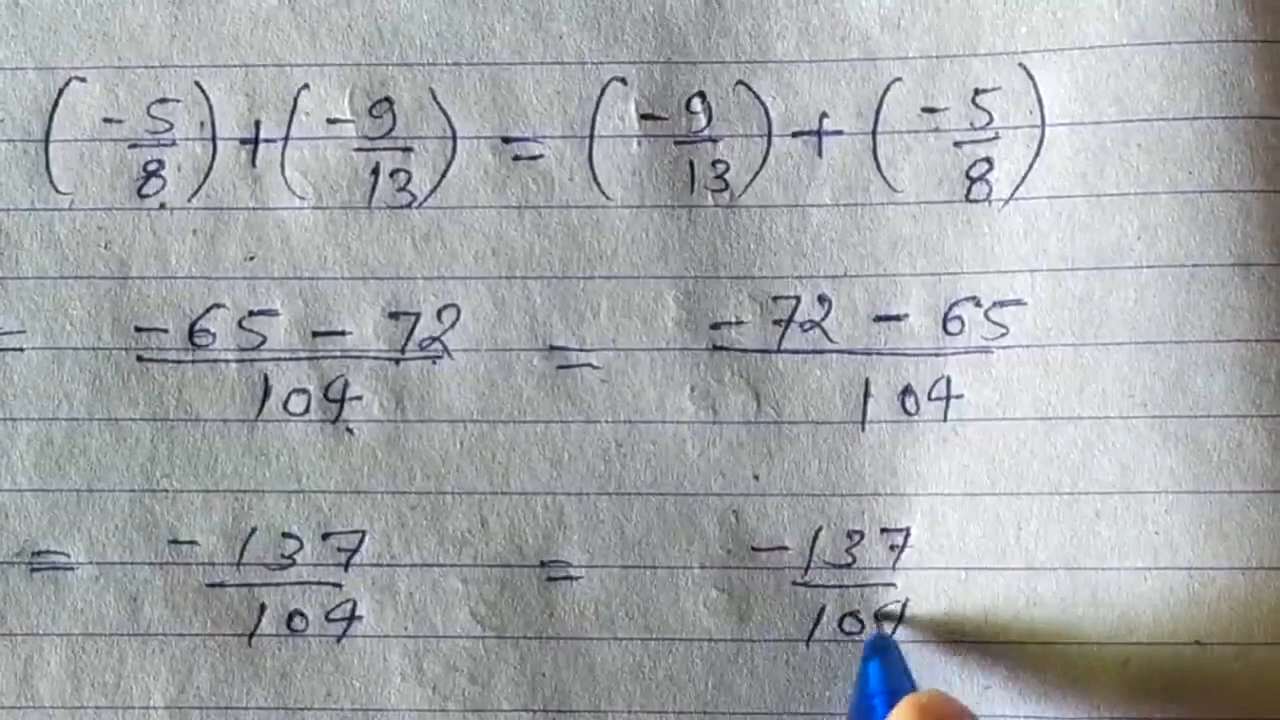 (-5/8) + (-9/13) = (-9/13) + (-5/8)
= -65 - 72 / 104 = -72 - 65 / 104
= -137/104 = -137/104